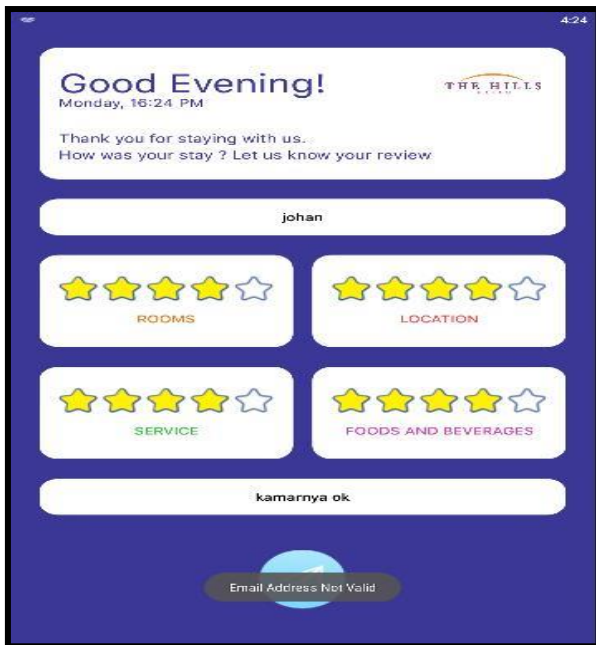 4:24
Good Evening!
THE HILLS
Monday, 16:24 PM
Thank you for staying with us.
How was your stay ? Let us know your review
johan
ROOMS
LOCATION
SERVICE
FOODS AND BEVERAGES
kamarnya ok
Email Address Not Valid